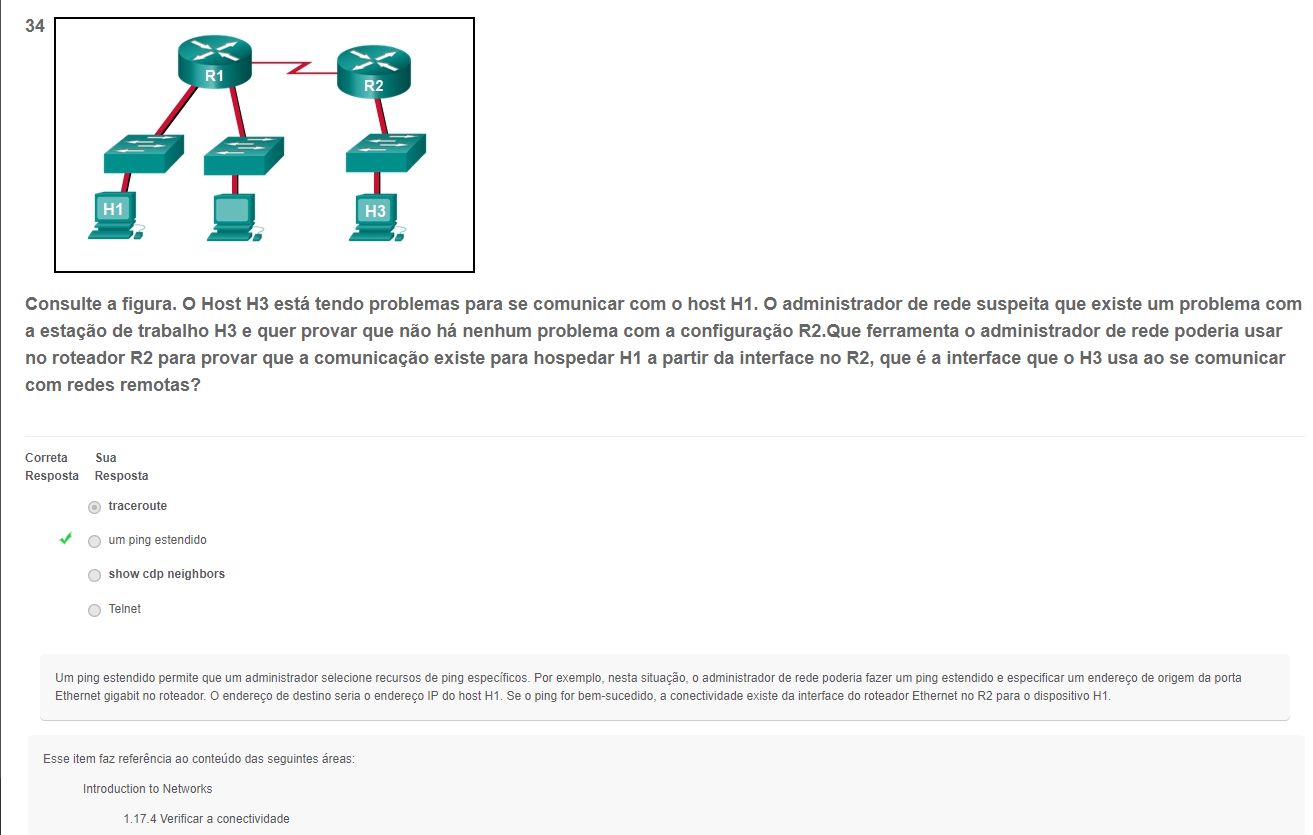 34
R1
R2
H1
H3
Consulte a figura. O Host H3 está tendo problemas para se comunicar com o host H1. O administrador de rede suspeita que existe um problema com
a estação de trabalho H3 e quer provar que não há nenhum problema com a configuração R2.Que ferramenta o administrador de rede poderia usar
no roteador R2 para provar que a comunicação existe para hospedar H1 a partir da interface no R2, que é a interface que o H3 usa ao se comunicar
com redes remotas?
Correta Sua
Resposta Resposta
traceroute
um ping estendido
show cdp neighbors
Telnet
Um ping estendido permite que um administrador selecione recursos de ping específicos. Por exemplo, nesta situação, o administrador de rede poderia fazer um ping estendido e especificar um endereço de origem da porta
Ethernet gigabit no roteador. O endereço de destino seria o endereço IP do host H1. Se o ping for bem-sucedido, a conectividade existe da interface do roteador Ethernet no R2 para o dispositivo H1.
Esse item faz referência ao conteúdo das seguintes áreas:
Introduction to Networks
1.17.4 Verificar a conectividade